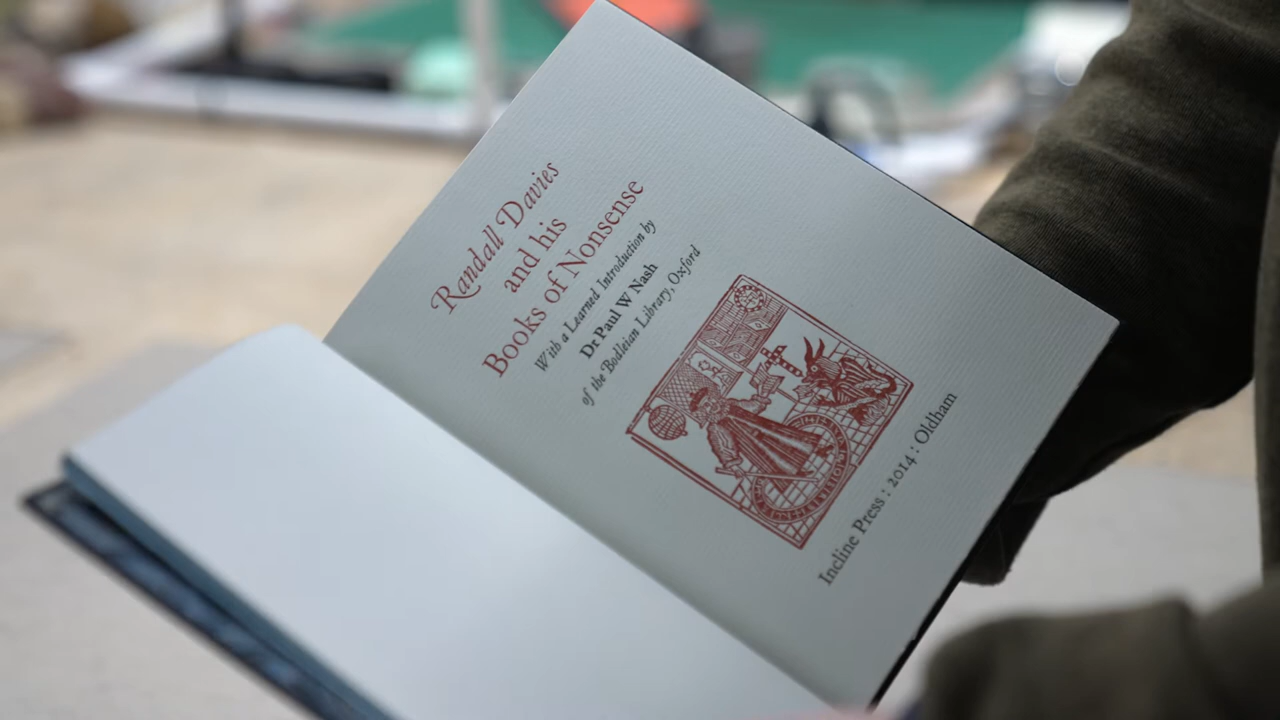 Randall Davies
and his
Books of Nonsense
With a Learned Introduction by
Dr Paul W Nash
of the Bodleian Library, Oxford
Incline Press : 2014 : Oldham